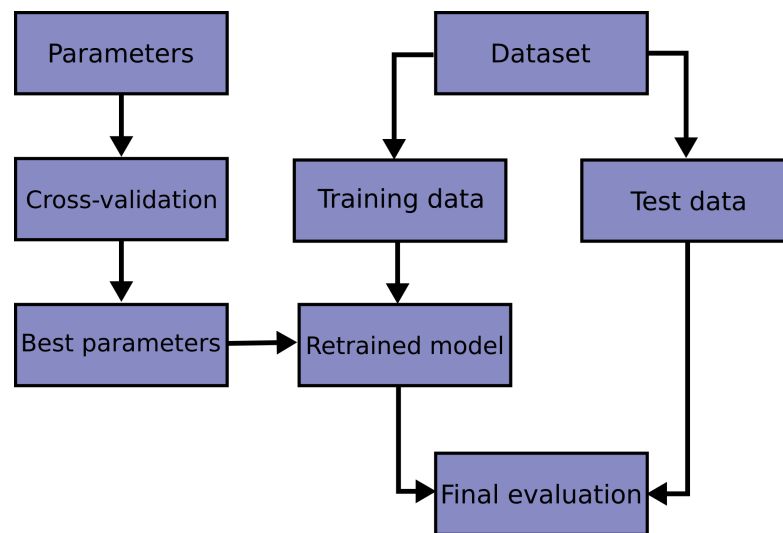 Parameters
Dataset
Cross-validation
Training data
Test data
Best parameters
Retrained model
Final evaluation